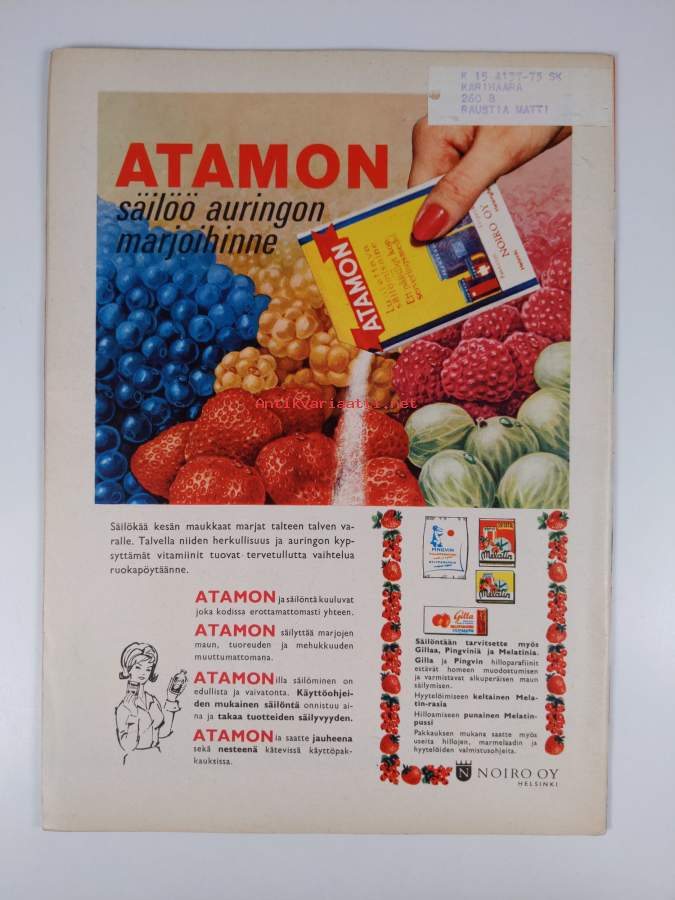 K 15 4137-75 SK
KARIHAARA
260 B
RAUSTIA MATTI
ATAMON
säilöö auringon
marjoihinne
ATAMON
NOIRO OY
Antikvariaatti.net
Säilökää kesän maukkaat marjat talteen talven va-
ralle. Talvella niiden herkullisuus ja auringon kyp-
syttämät vitamiinit tuovat tervetullutta vaihtelua
ruokapöytäänne.
ATAMON ja säilöntä kuuluvat
joka kodissa erottamattomasti yhteen.
ATAMON säilyttää marjojen
maun, tuoreuden ja mehukkuuden
muuttumattomana.
ATAMONilla säilöminen on
edullista ja vaivatonta. Käyttöohjei-
den mukainen säilöntä onnistuu ai-
na ja takaa tuotteiden säilyvyyden.
ATAMONia saatte jauheena
sekä nesteenä kätevissä käyttöpak-
kauksissa.
PINGVIN
Melatin
Melatin
Gilla
Säilöntään tarvitsette myös
Gillaa, Pingviniä ja Melatinia.
Gilla ja Pingvin hilloparafiinit
estävät homeen muodostumisen
ja varmistavat alkuperäisen maun
säilymisen.
Hyytelöimiseen keltainen Mela-
tin-rasia
Hilloamiseen punainen Melatin-
pussi
Pakkauksen mukana saatte myös
useita hillojen, marmelaadin ja
hyytelöiden valmistusohjeita.
N NOIRO OY
HELSINKI